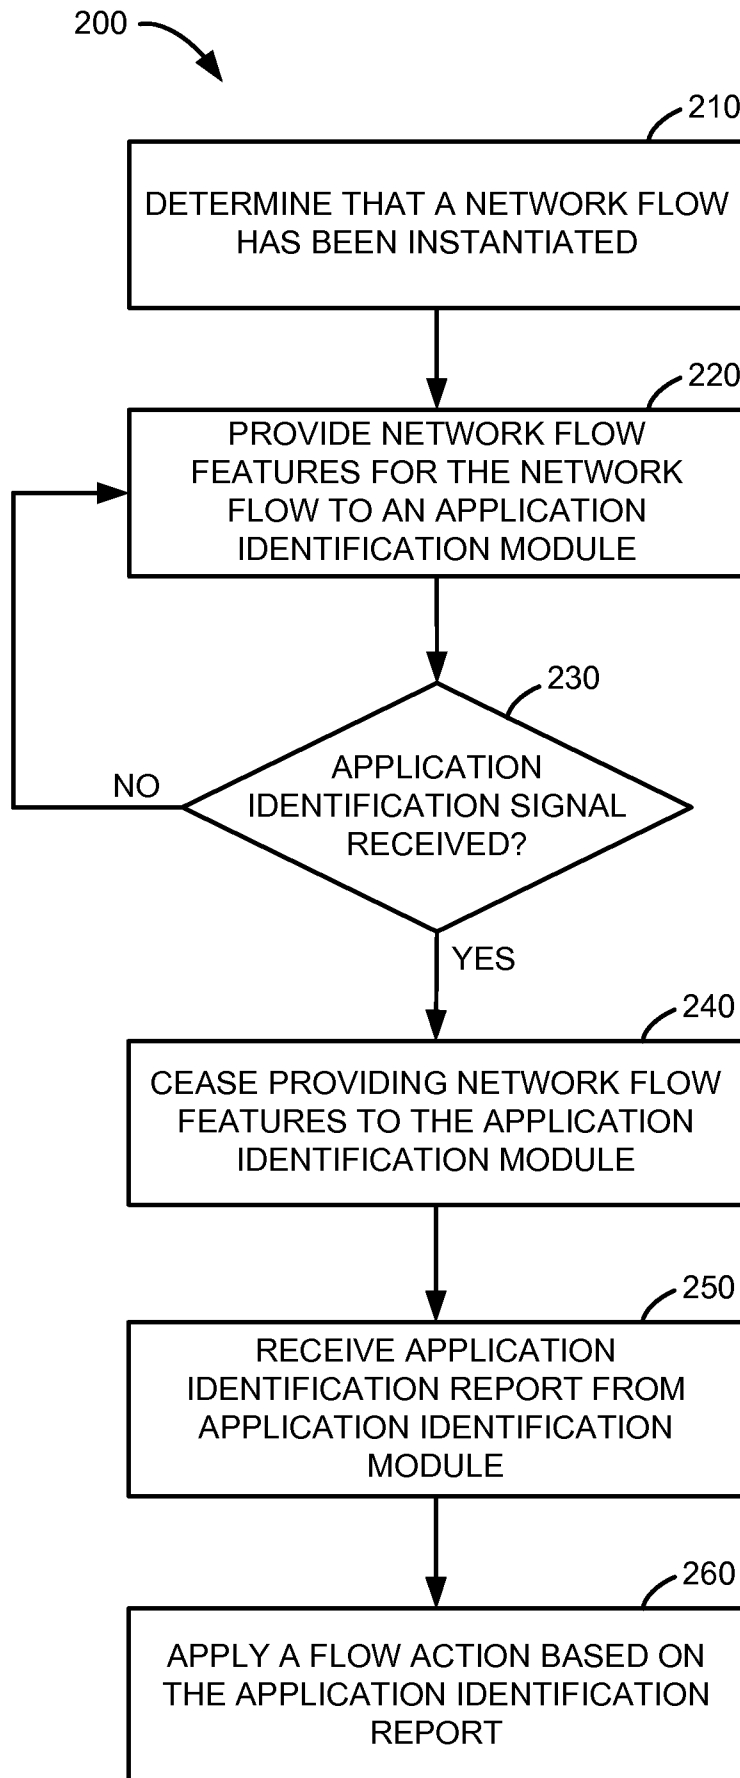 200
210
DETERMINE THAT A NETWORK FLOW
HAS BEEN INSTANTIATED
220
PROVIDE NETWORK FLOW
FEATURES FOR THE NETWORK
FLOW TO AN APPLICATION
IDENTIFICATION MODULE
230
APPLICATION
IDENTIFICATION SIGNAL
RECEIVED?
NO
YES
240
CEASE PROVIDING NETWORK FLOW
FEATURES TO THE APPLICATION
IDENTIFICATION MODULE
250
RECEIVE APPLICATION
IDENTIFICATION REPORT FROM
APPLICATION IDENTIFICATION
MODULE
260
APPLY A FLOW ACTION BASED ON
THE APPLICATION IDENTIFICATION
REPORT